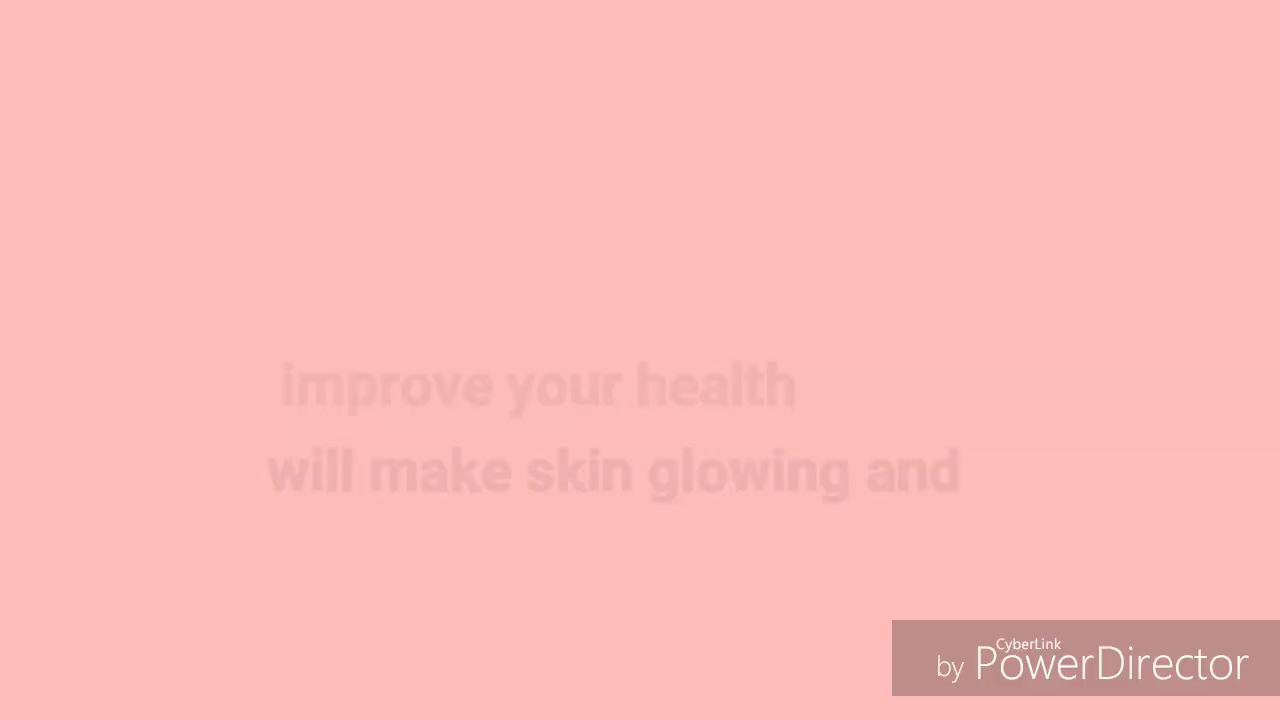 improve your health
will make skin glowing and
CyberLink
by PowerDirector